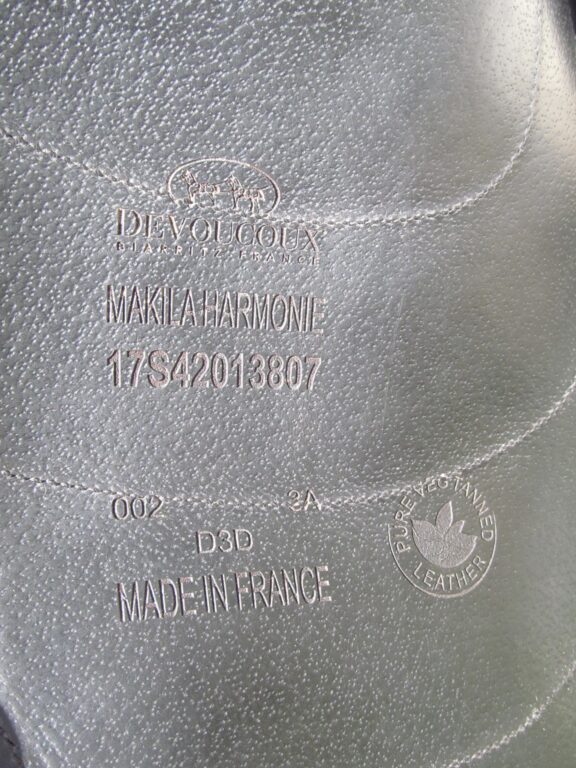 DEVOUCOUX
BIARRITZ-FRANCE
MAKILA HARMONIE
17S42013807
002 3A
D3D
MADE IN FRANCE
PURE VEG TANNED
LEATHER